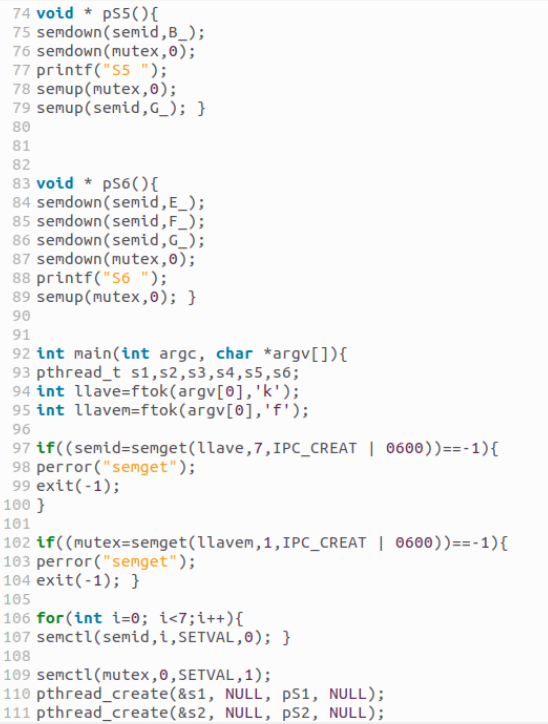 74 void * pS5(){
75 semdown(semid,B_);
76 semdown(mutex,0);
77 printf("S5 ");
78 semup(mutex,0);
79 semup(semid,G_); }
80
81
82
83 void * pS6(){
84 semdown(semid,E_);
85 semdown(semid,F_);
86 semdown(semid,G_);
87 semdown(mutex,0);
88 printf("S6 ");
89 semup(mutex,0); }
90
91
92 int main(int argc, char *argv[]){
93 pthread_t s1,s2,s3,s4,s5,s6;
94 int llave=ftok(argv[0],'k');
95 int llavem=ftok(argv[0],'f');
96
97 if((semid=semget(llave,7,IPC_CREAT | 0600))==-1){
98 perror("semget");
99 exit(-1);
100 }
101
102 if((mutex=semget(llavem,1,IPC_CREAT | 0600))==-1){
103 perror("semget");
104 exit(-1); }
105
106 for(int i=0; i<7;i++){
107 semctl(semid,i,SETVAL,0); }
108
109 semctl(mutex,0,SETVAL,1);
110 pthread_create(&s1, NULL, pS1, NULL);
111 pthread_create(&s2, NULL, pS2, NULL);